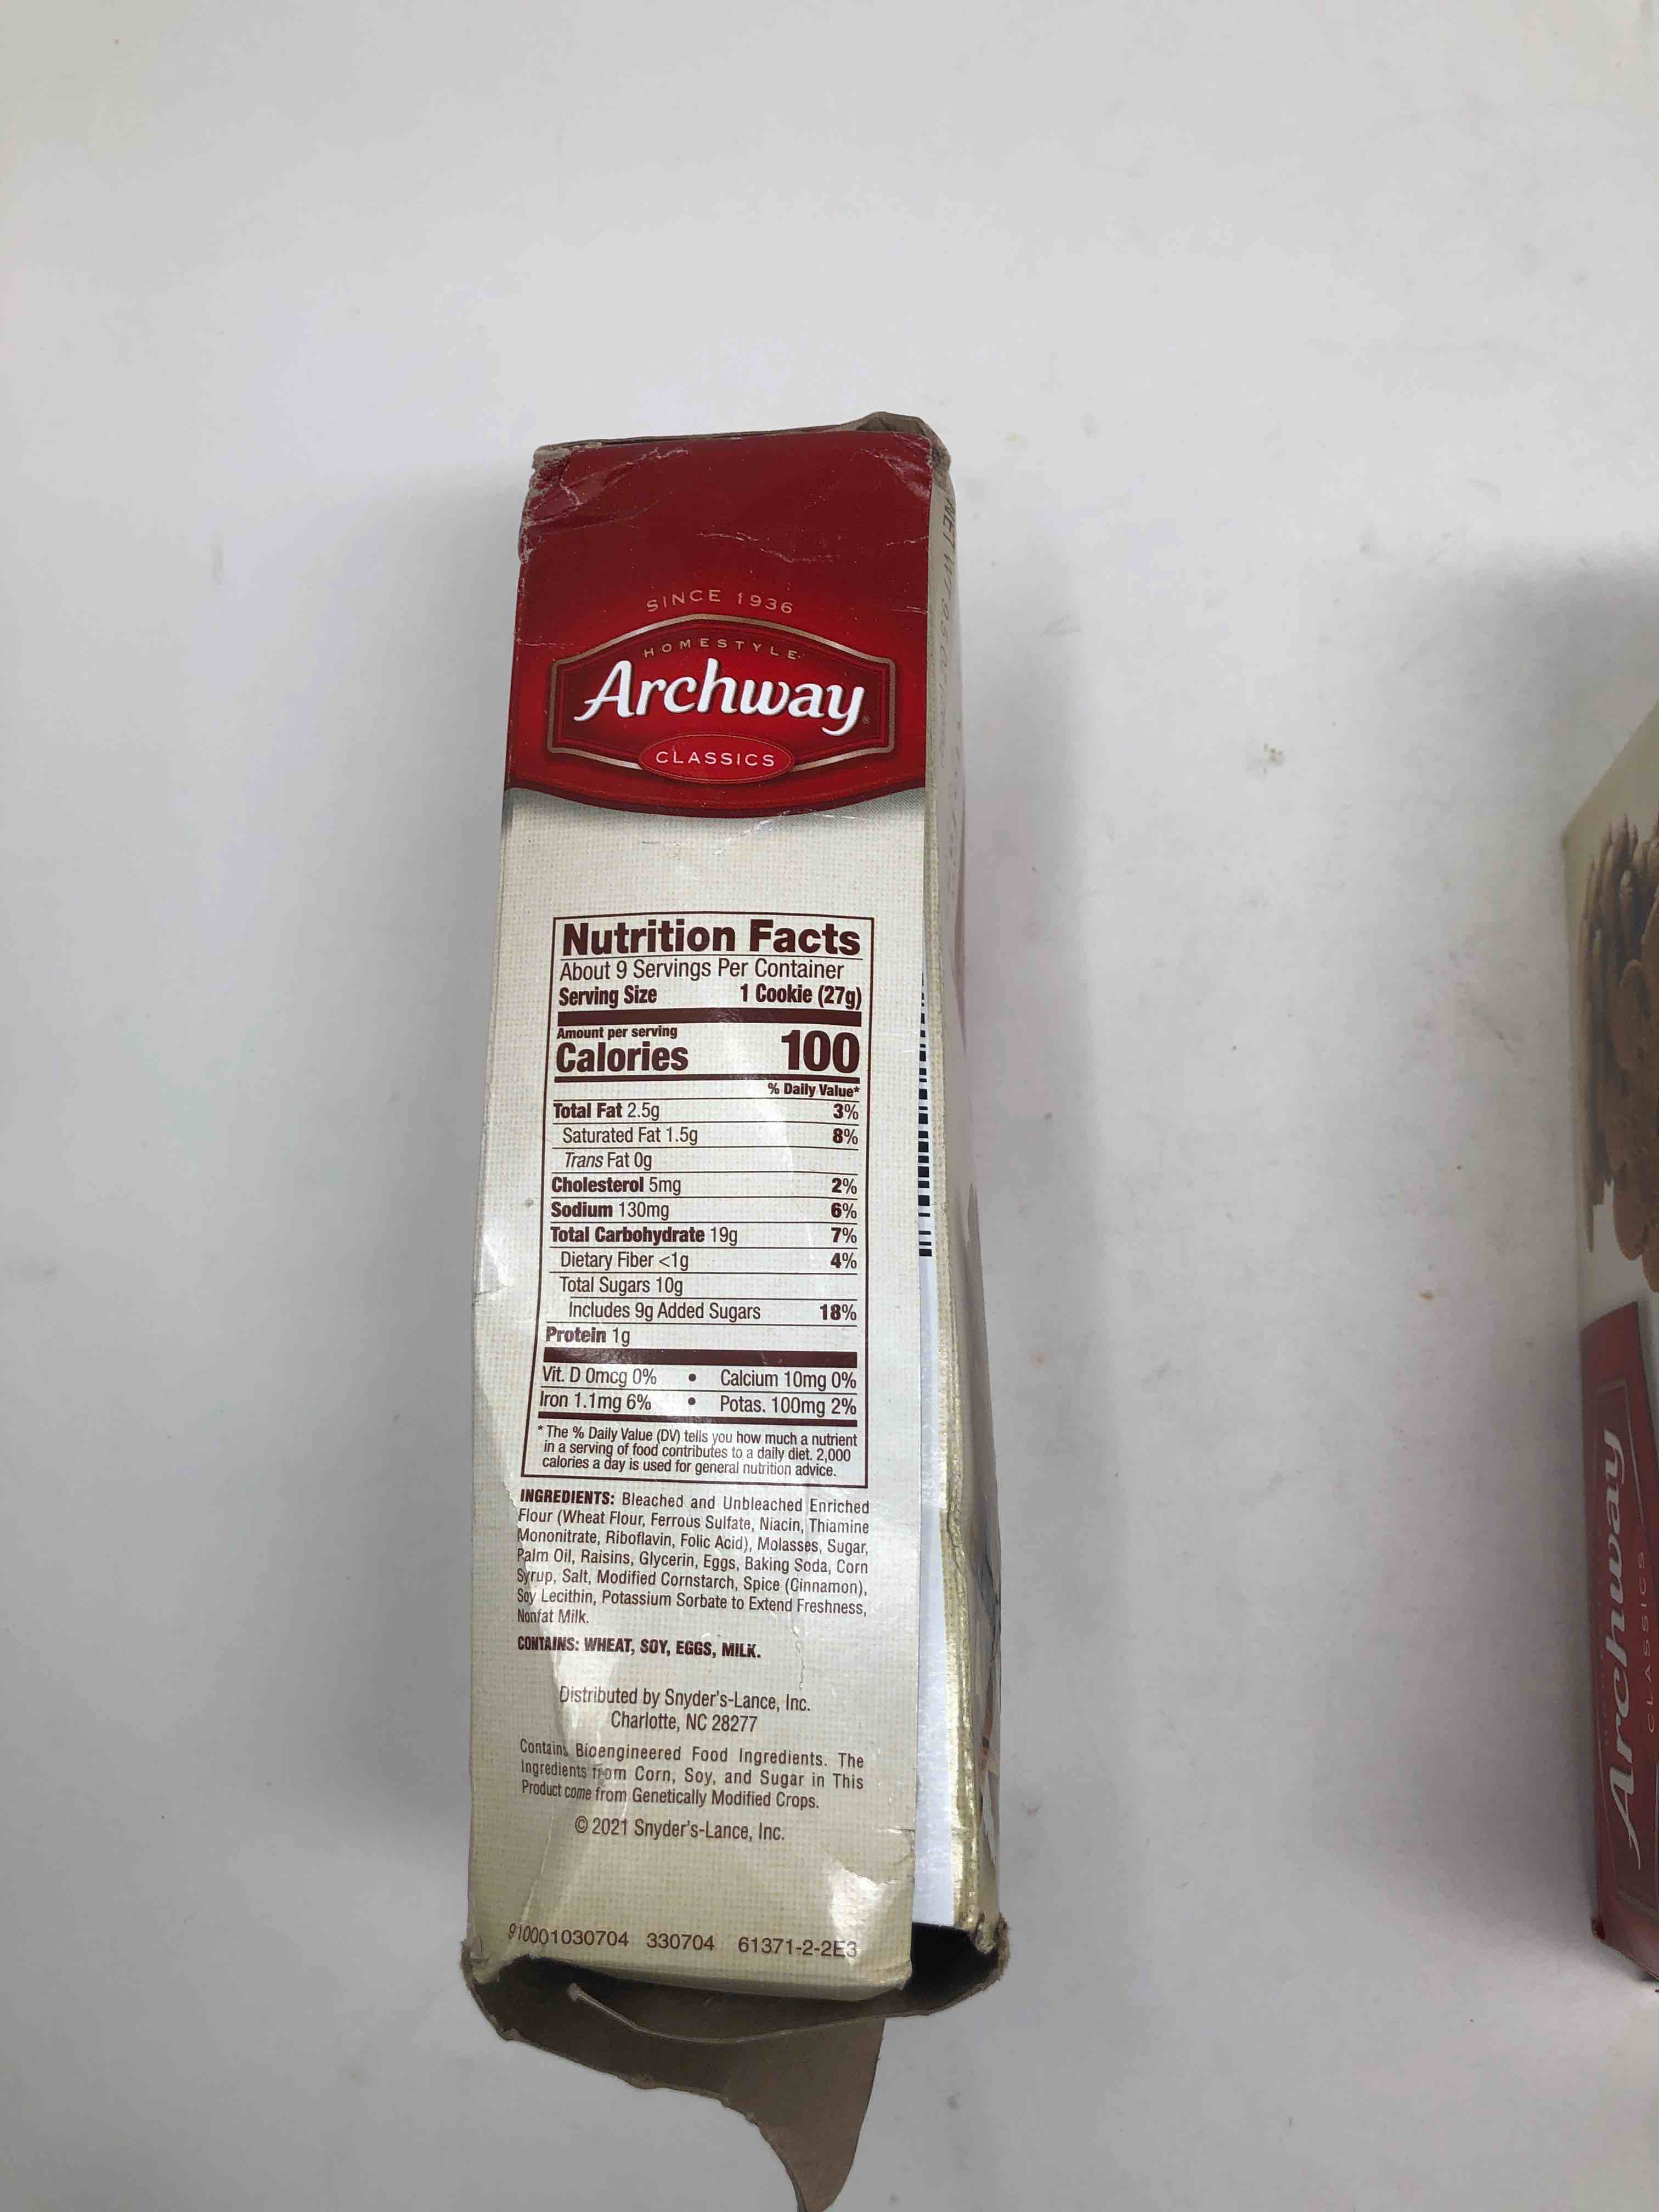 SINCE 1936
HOMESTYLE
Archway®
CLASSICS
Nutrition Facts
About 9 Servings Per Container
Serving Size 1 Cookie (27g)
Amount per serving
Calories 100
% Daily Value*
Total Fat 2.5g 3%
Saturated Fat 1.5g 8%
Trans Fat 0g
Cholesterol 5mg 2%
Sodium 130mg 6%
Total Carbohydrate 19g 7%
Dietary Fiber <1g 4%
Total Sugars 10g
Includes 9g Added Sugars 18%
Protein 1g
Vit. D 0mcg 0% • Calcium 10mg 0%
Iron 1.1mg 6% • Potas. 100mg 2%
* The % Daily Value (DV) tells you how much a nutrient
in a serving of food contributes to a daily diet. 2,000
calories a day is used for general nutrition advice.
INGREDIENTS: Bleached and Unbleached Enriched
Flour (Wheat Flour, Ferrous Sulfate, Niacin, Thiamine
Mononitrate, Riboflavin, Folic Acid), Molasses, Sugar,
Palm Oil, Raisins, Glycerin, Eggs, Baking Soda, Corn
Syrup, Salt, Modified Cornstarch, Spice (Cinnamon),
Soy Lecithin, Potassium Sorbate to Extend Freshness,
Nonfat Milk.
CONTAINS: WHEAT, SOY, EGGS, MILK.
Distributed by Snyder's-Lance, Inc.
Charlotte, NC 28277
Contains Bioengineered Food Ingredients. The
Ingredients from Corn, Soy, and Sugar in This
Product come from Genetically Modified Crops.
© 2021 Snyder's-Lance, Inc.
910001030704 330704 61371-2-2E3
NET WT
Archway
CLASSICS